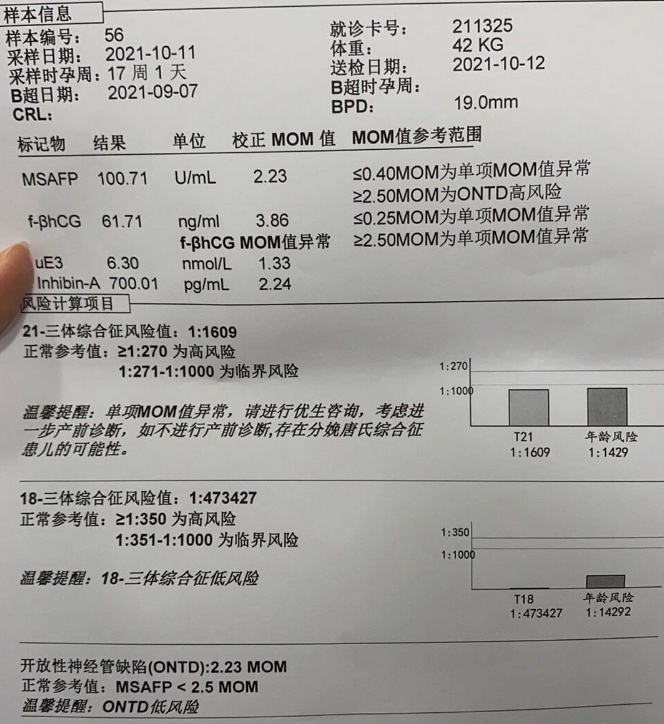 样本信息
样本编号： 56 就诊卡号： 211325
采样日期： 2021-10-11 体重： 42 KG
采样时孕周：17 周 1 天 送检日期： 2021-10-12
B超日期： 2021-09-07 B超时孕周：
CRL： BPD： 19.0mm
标记物 结果 单位 校正 MOM 值 MOM值参考范围
MSAFP 100.71 U/mL 2.23 ≤0.40MOM为单项MOM值异常
≥2.50MOM为ONTD高风险
f-βhCG 61.71 ng/ml 3.86 ≤0.25MOM为单项MOM值异常
f-βhCG MOM值异常 ≥2.50MOM为单项MOM值异常
uE3 6.30 nmol/L 1.33
Inhibin-A 700.01 pg/mL 2.24
风险计算项目
21-三体综合征风险值：1:1609
正常参考值：≥1:270 为高风险
1:271-1:1000 为临界风险
温馨提醒：单项MOM值异常，请进行优生咨询，考虑进
一步产前诊断，如不进行产前诊断,存在分娩唐氏综合征
患儿的可能性。
1:270
1:1000
T21 年龄风险
1:1609 1:1429
18-三体综合征风险值：1:473427
正常参考值：≥1:350 为高风险
1:351-1:1000 为临界风险
温馨提醒：18-三体综合征低风险
1:350
1:1000
T18 年龄风险
1:473427 1:14292
开放性神经管缺陷(ONTD):2.23 MOM
正常参考值：MSAFP < 2.5 MOM
温馨提醒：ONTD低风险